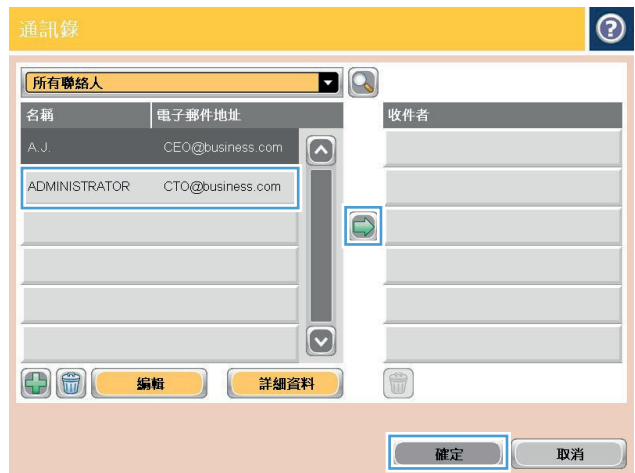 通訊錄
所有聯絡人
名稱 電子郵件地址 收件者
A.J. CEO@business.com
ADMINISTRATOR CTO@business.com
編輯 詳細資料
確定 取消